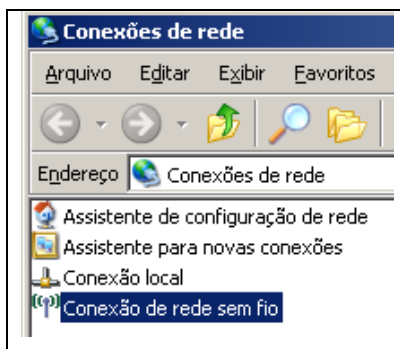 Conexões de rede
Arquivo Editar Exibir Favoritos
Endereço Conexões de rede
Assistente de configuração de rede
Assistente para novas conexões
Conexão local
Conexão de rede sem fio